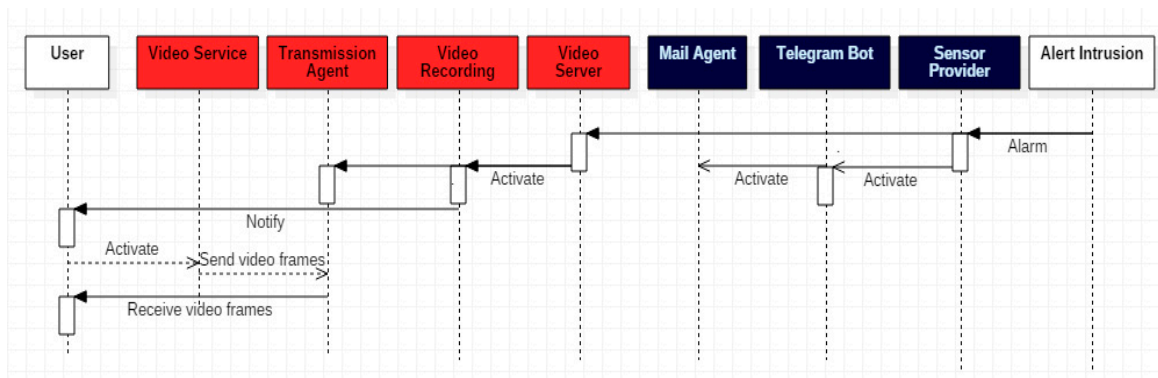 User
Video Service
Transmission
Agent
Video
Recording
Video
Server
Mail Agent
Telegram Bot
Sensor
Provider
Alert Intrusion
Alarm
Activate
Activate
Activate
Notify
Activate
Send video frames
Receive video frames